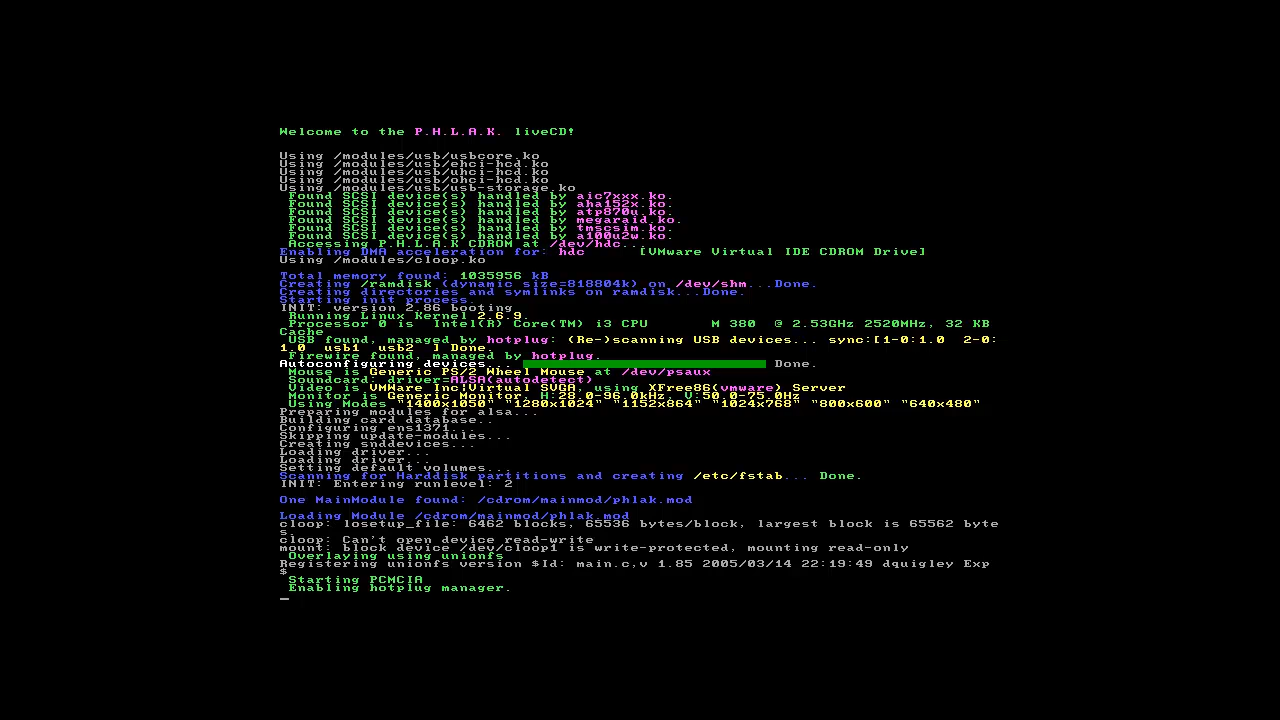 Welcome to the P.H.L.A.K. liveCD!
Using /modules/usb/usbcore.ko
Using /modules/usb/ehci-hcd.ko
Using /modules/usb/uhci-hcd.ko
Using /modules/usb/ohci-hcd.ko
Using /modules/usb/usb-storage.ko
Found SCSI device(s) handled by aic7xxx.ko.
Found SCSI device(s) handled by aha152x.ko.
Found SCSI device(s) handled by atp870u.ko.
Found SCSI device(s) handled by megaraid.ko.
Found SCSI device(s) handled by tmscsim.ko.
Found SCSI device(s) handled by a100u2w.ko.
Accessing P.H.L.A.K CDROM at /dev/hdc...
Enabling DMA acceleration for: hdc      [VMware Virtual IDE CDROM Drive]
Using /modules/cloop.ko
Total memory found: 1035956 kB
Creating /ramdisk (dynamic size=818804k) on /dev/shm...Done.
Creating directories and symlinks on ramdisk...Done.
Starting init process.
INIT: version 2.86 booting
Running Linux Kernel 2.6.9.
Processor 0 is  Intel(R) Core(TM) i3 CPU       M 380  @ 2.53GHz 2520MHz, 32 KB
Cache
USB found, managed by hotplug: (Re-)scanning USB devices... sync:[1-0:1.0  2-0:
1.0  usb1  usb2  ] Done.
Firewire found, managed by hotplug.
Autoconfiguring devices... Done.
Mouse is Generic PS/2 Wheel Mouse at /dev/psaux
Soundcard: driver=ALSA(autodetect)
Video is VMWare Inc|Virtual SVGA, using XFree86(vmware) Server
Monitor is Generic Monitor, H:28.0-96.0kHz, V:50.0-75.0Hz
Using Modes "1400x1050" "1280x1024" "1152x864" "1024x768" "800x600" "640x480"
Preparing modules for alsa...
Building card database..
Configuring ens1371...
Skipping update-modules...
Creating snddevices...
Loading driver...
Loading driver...
Setting default volumes...
Scanning for Harddisk partitions and creating /etc/fstab... Done.
INIT: Entering runlevel: 2
One MainModule found: /cdrom/mainmod/phlak.mod
Loading Module /cdrom/mainmod/phlak.mod
cloop: losetup_file: 6462 blocks, 65536 bytes/block, largest block is 65562 byte
s.
cloop: Can't open device read-write
mount: block device /dev/cloop1 is write-protected, mounting read-only
Overlaying using unionfs
Registering unionfs version $Id: main.c,v 1.85 2005/03/14 22:19:49 dquigley Exp
$
Starting PCMCIA
Enabling hotplug manager.